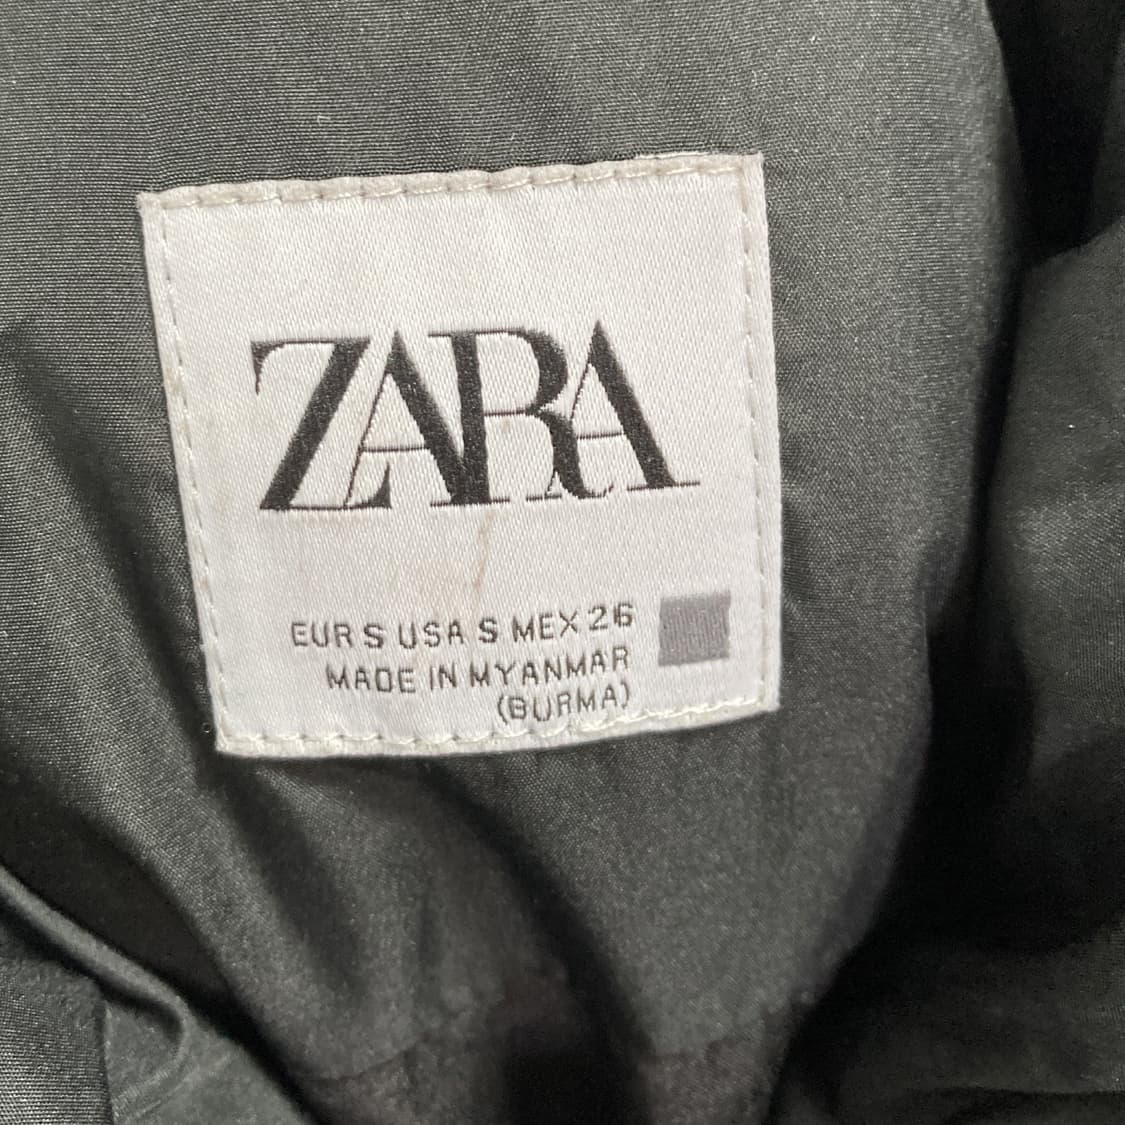 ZARA
EUR S USA S MEX 26
MADE IN MYANMAR
(BURMA)